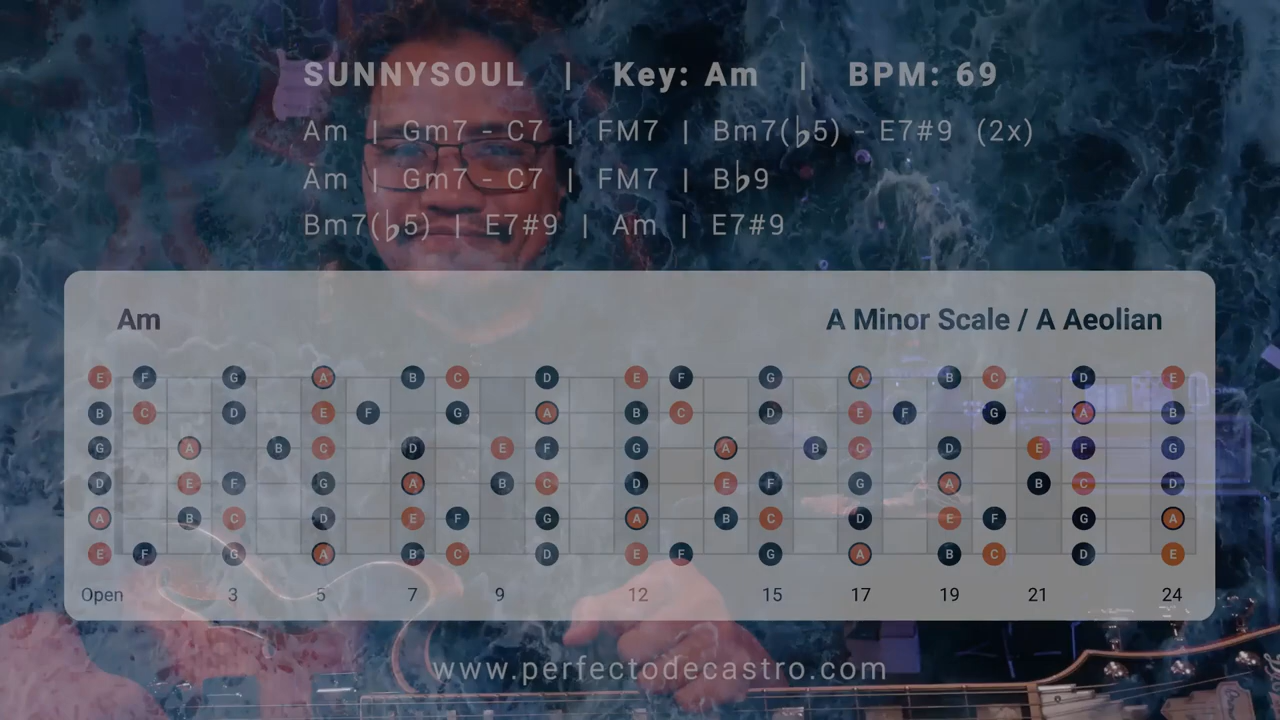 SUNNYSOUL | Key: Am | BPM: 69
Am | Gm7 - C7 | FM7 | Bm7(♭5) - E7#9 (2x)
Am | Gm7 - C7 | FM7 | B♭9
Bm7(♭5) | E7#9 | Am | E7#9
Am A Minor Scale / A Aeolian
E F G A B C D E F G A B C D E
B C D E F G A B C D E F G A B
G A B C D E F G A B C D E F G
D E F G A B C D E F G A B C D
A B C D E F G A B C D E F G A
E F G A B C D E F G A B C D E
Open 3 5 7 9 12 15 17 19 21 24
www.perfectodecastro.com